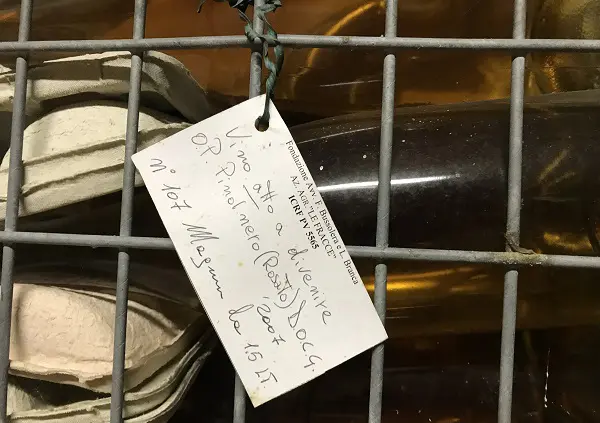 Fondazione Avv. F. Bussolera e L. Branca
AZ. AGR "LE FRACCE"
ICRF PV 5565
Vino atto a divenire
O.P. Pinot nero (Rosato) D.O.C.G.
2007
n° 107 Magnum da 1.5 LT.